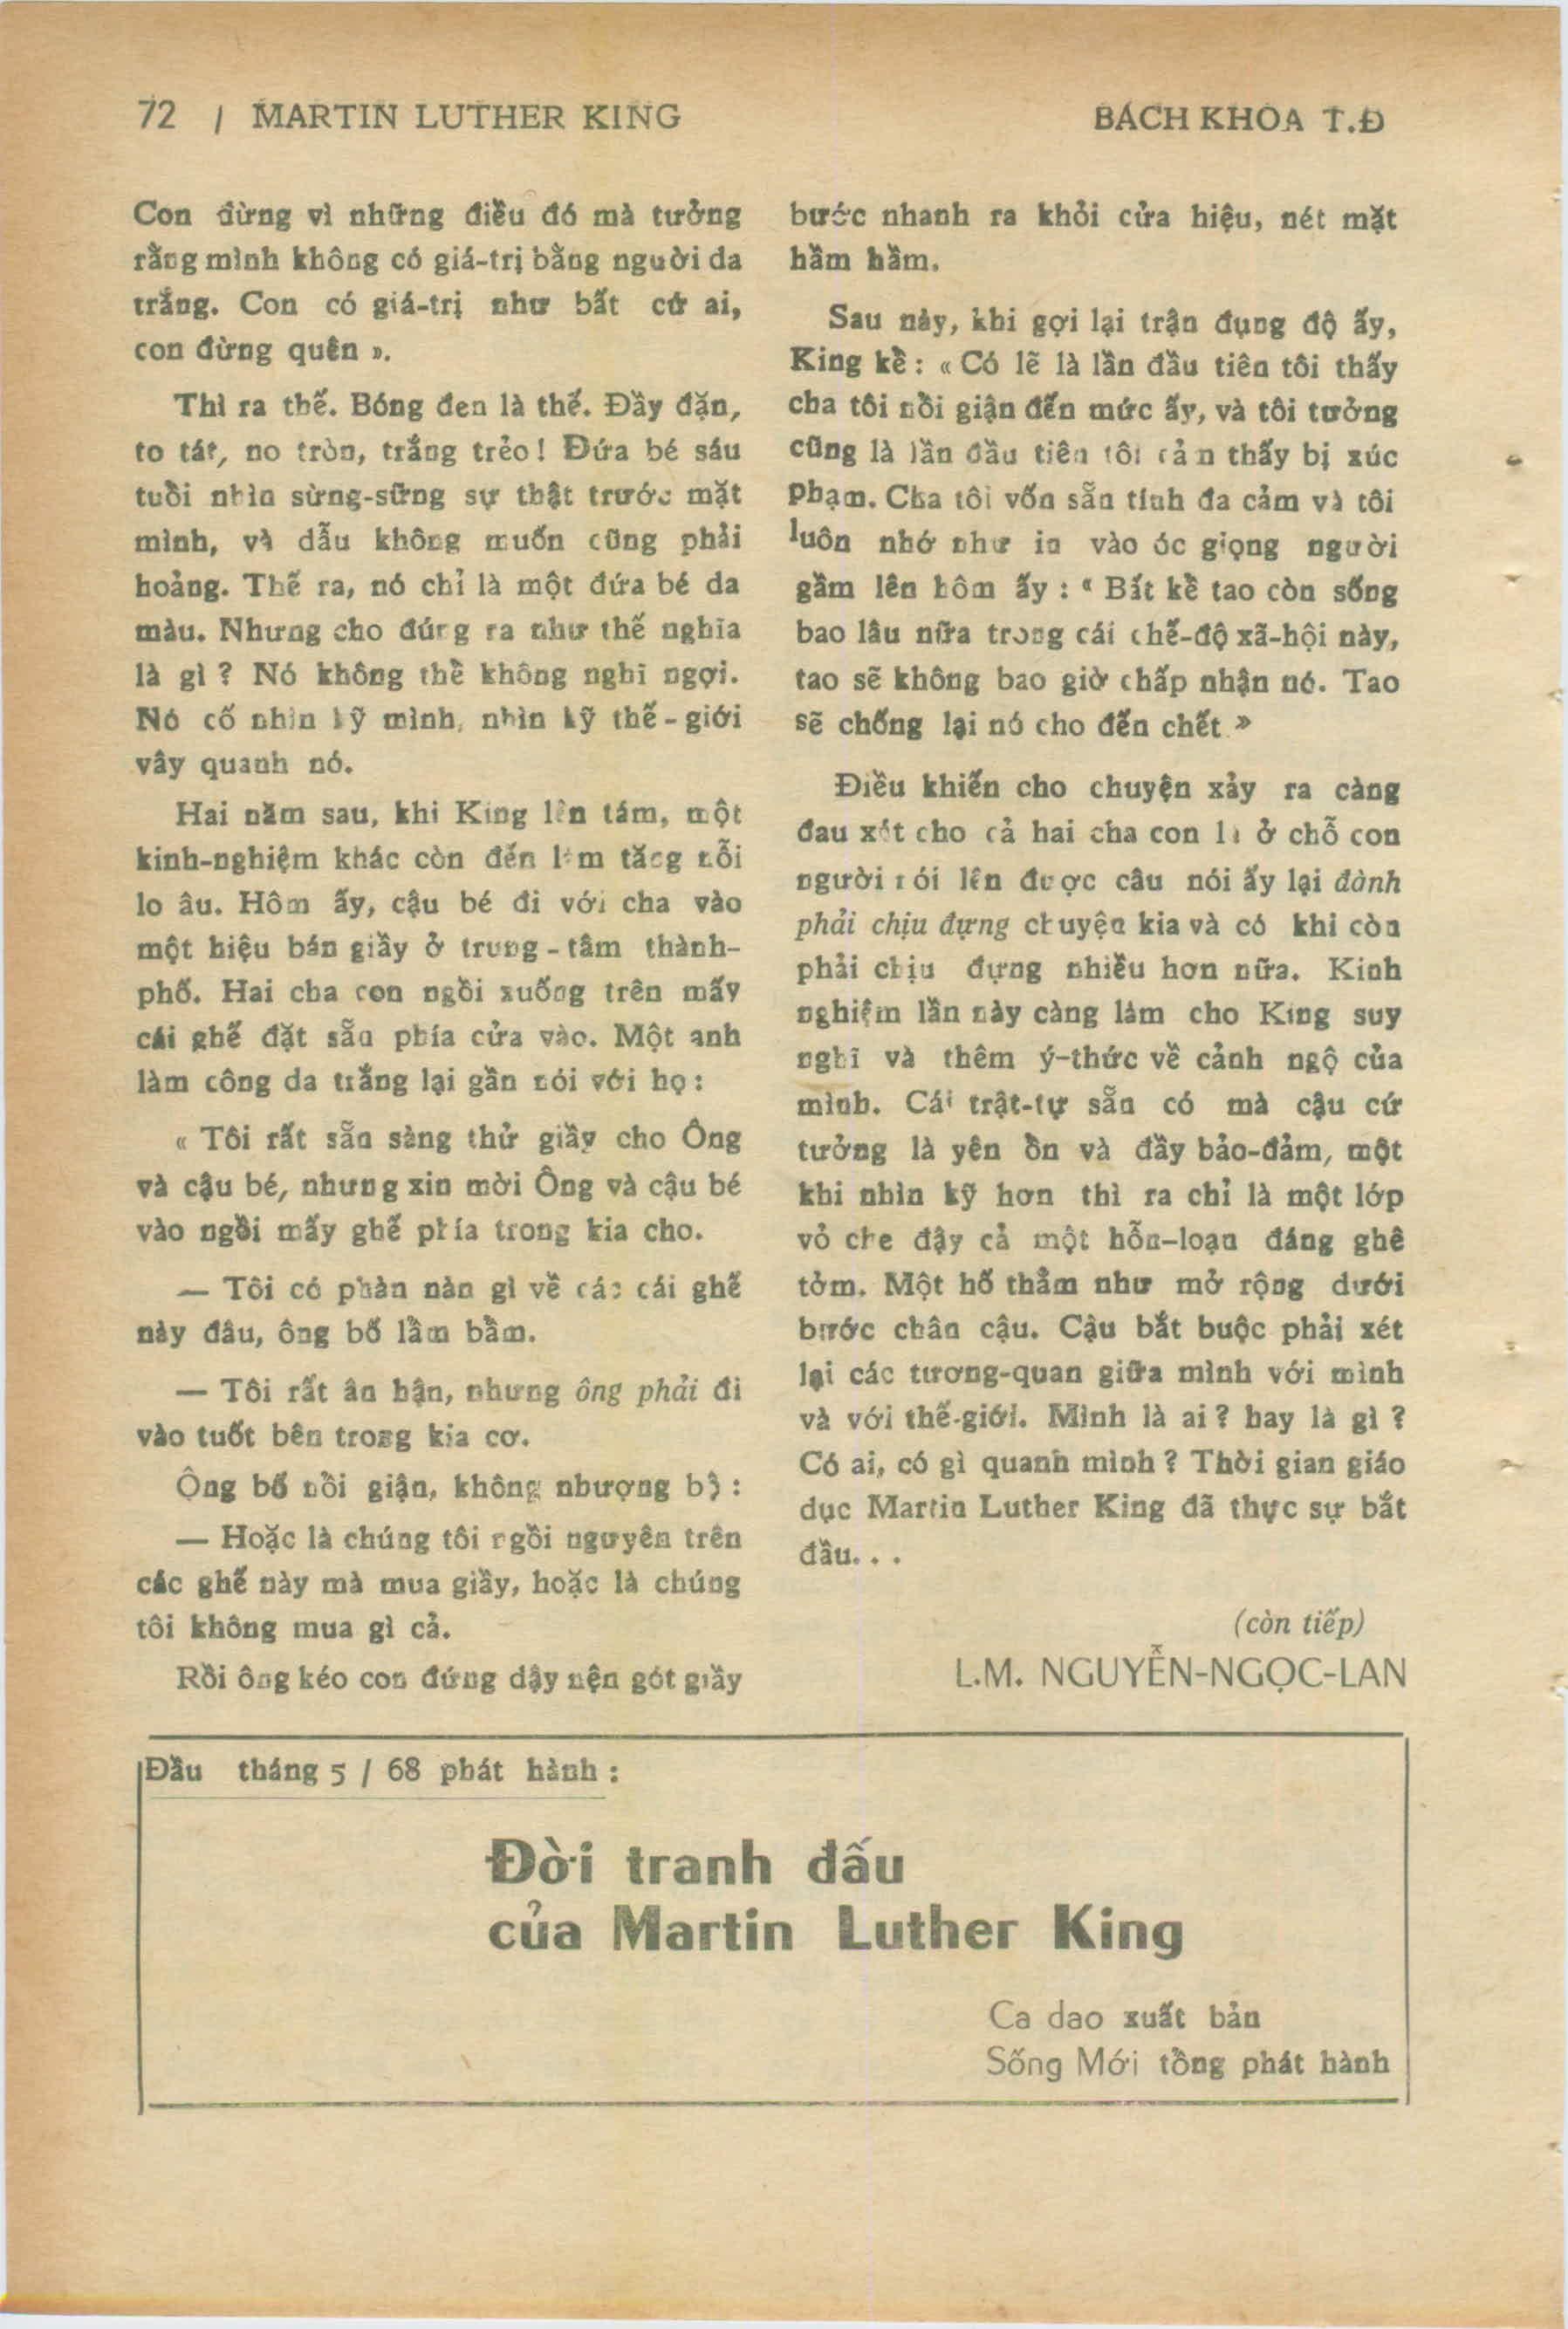 72 / MARTIN LUTHER KING
BÁCH KHOA T.Đ
Con đừng vì những điều đó mà tưởng
rằng mình không có giá-trị bằng người da
trắng. Con có giá-trị như bất cứ ai,
con đừng quên ».
Thì ra thế. Bóng đen là thế. Đầy đặn,
to tát, no tròn, trắng trẻo! Đứa bé sáu
tuổi nhìn sừng-sững sự thật trước mặt
mình, và dẫu không muốn cũng phải
hoảng. Thế ra, nó chỉ là một đứa bé da
màu. Nhưng cho đúng ra như thế nghĩa
là gì ? Nó không thể không nghĩ ngợi.
Nó cố nhìn kỹ mình, nhìn kỹ thế-giới
vây quanh nó.
Hai năm sau, khi King lên tám, một
kinh-nghiệm khác còn đến làm tăng nỗi
lo âu. Hôm ấy, cậu bé đi với cha vào
một hiệu bán giầy ở trung-tâm thành-
phố. Hai cha con ngồi xuống trên mấy
cái ghế đặt sẵn phía cửa vào. Một anh
làm công da trắng lại gần nói với họ:
« Tôi rất sẵn sàng thử giầy cho Ông
và cậu bé, nhưng xin mời Ông và cậu bé
vào ngồi mấy ghế phía trong kia cho.
— Tôi có phàn nàn gì về các cái ghế
này đâu, ông bố lầm bầm.
— Tôi rất ân hận, nhưng ông phải đi
vào tuốt bên trong kia cơ.
Ông bố nổi giận, không nhượng bộ :
— Hoặc là chúng tôi ngồi nguyên trên
các ghế này mà mua giầy, hoặc là chúng
tôi không mua gì cả.
Rồi ông kéo con đứng dậy nện gót giầy
bước nhanh ra khỏi cửa hiệu, nét mặt
hầm hầm.
Sau này, khi gợi lại trận đụng độ ấy,
King kể : « Có lẽ là lần đầu tiên tôi thấy
cha tôi nổi giận đến mức ấy, và tôi tưởng
cũng là lần đầu tiên tôi cảm thấy bị xúc
phạm. Cha tôi vốn sẵn tính đa cảm và tôi
luôn nhớ như in vào óc giọng người
gầm lên hôm ấy : « Bất kể tao còn sống
bao lâu nữa trong cái chế-độ xã-hội này,
tao sẽ không bao giờ chấp nhận nó. Tao
sẽ chống lại nó cho đến chết »
Điều khiến cho chuyện xảy ra càng
đau xót cho cả hai cha con là ở chỗ con
người nói lên được câu nói ấy lại đành
phải chịu đựng chuyện kia và có khi còn
phải chịu đựng nhiều hơn nữa. Kinh
nghiệm lần này càng làm cho King suy
nghĩ và thêm ý-thức về cảnh ngộ của
mình. Cái trật-tự sẵn có mà cậu cứ
tưởng là yên ổn và đầy bảo-đảm, một
khi nhìn kỹ hơn thì ra chỉ là một lớp
vỏ che đậy cả một hỗn-loạn đáng ghê
tởm. Một hố thẳm như mở rộng dưới
bước chân cậu. Cậu bắt buộc phải xét
lại các tương-quan giữa mình với mình
và với thế-giới. Mình là ai ? hay là gì ?
Có ai, có gì quanh mình ? Thời gian giáo
dục Martin Luther King đã thực sự bắt
đầu. . .
(còn tiếp)
L.M. NGUYỄN-NGỌC-LAN
Đầu tháng 5 / 68 phát hành :
Đời tranh đấu
của Martin Luther King
Ca dao xuất bản
Sống Mới tổng phát hành